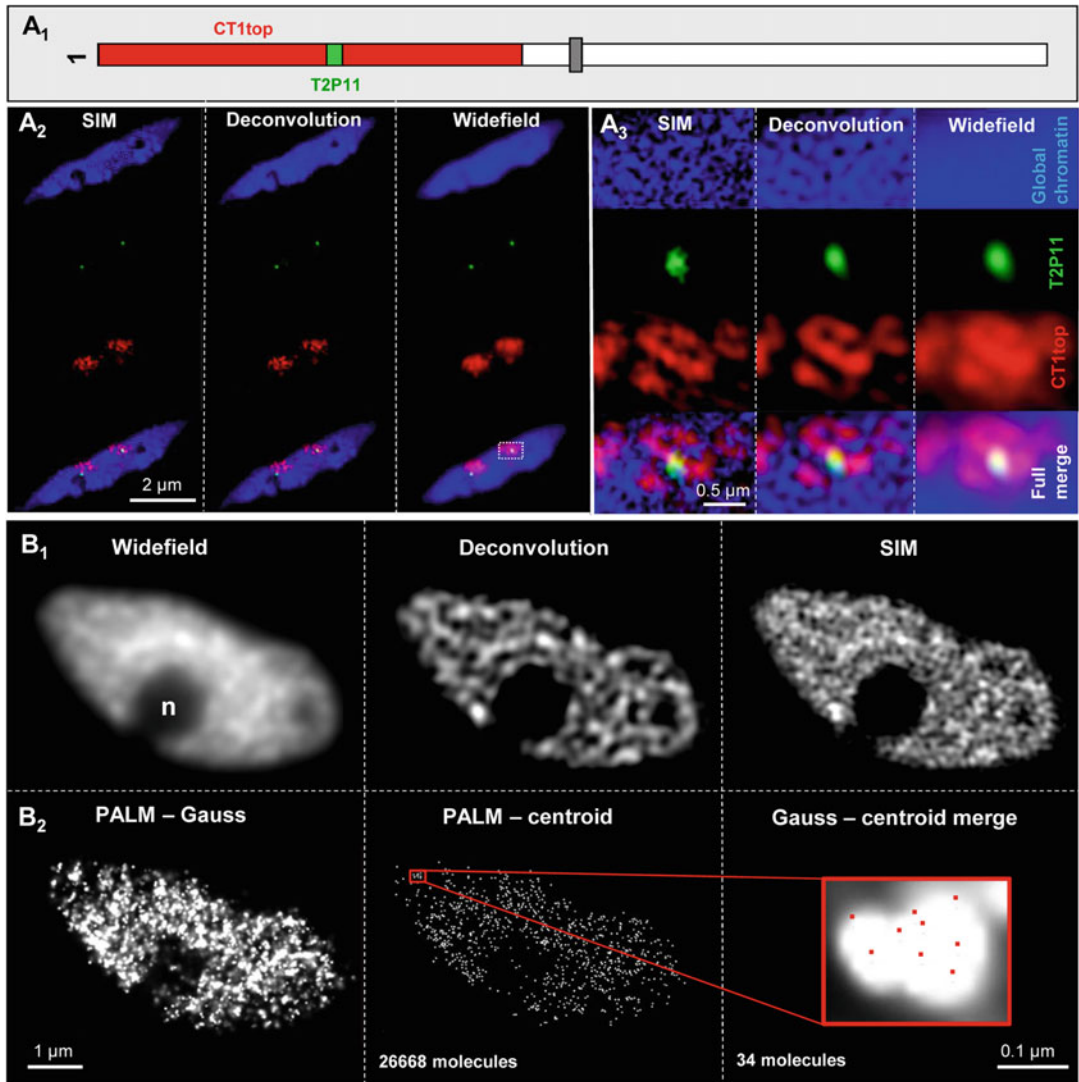 A1
CT1top
1
T2P11
A2
SIM Deconvolution Widefield
2 µm
A3
SIM Deconvolution Widefield
Global chromatin
T2P11
CT1top
Full merge
0.5 µm
B1
Widefield Deconvolution SIM
n
B2
PALM – Gauss PALM – centroid Gauss – centroid merge
1 µm
26668 molecules
34 molecules
0.1 µm